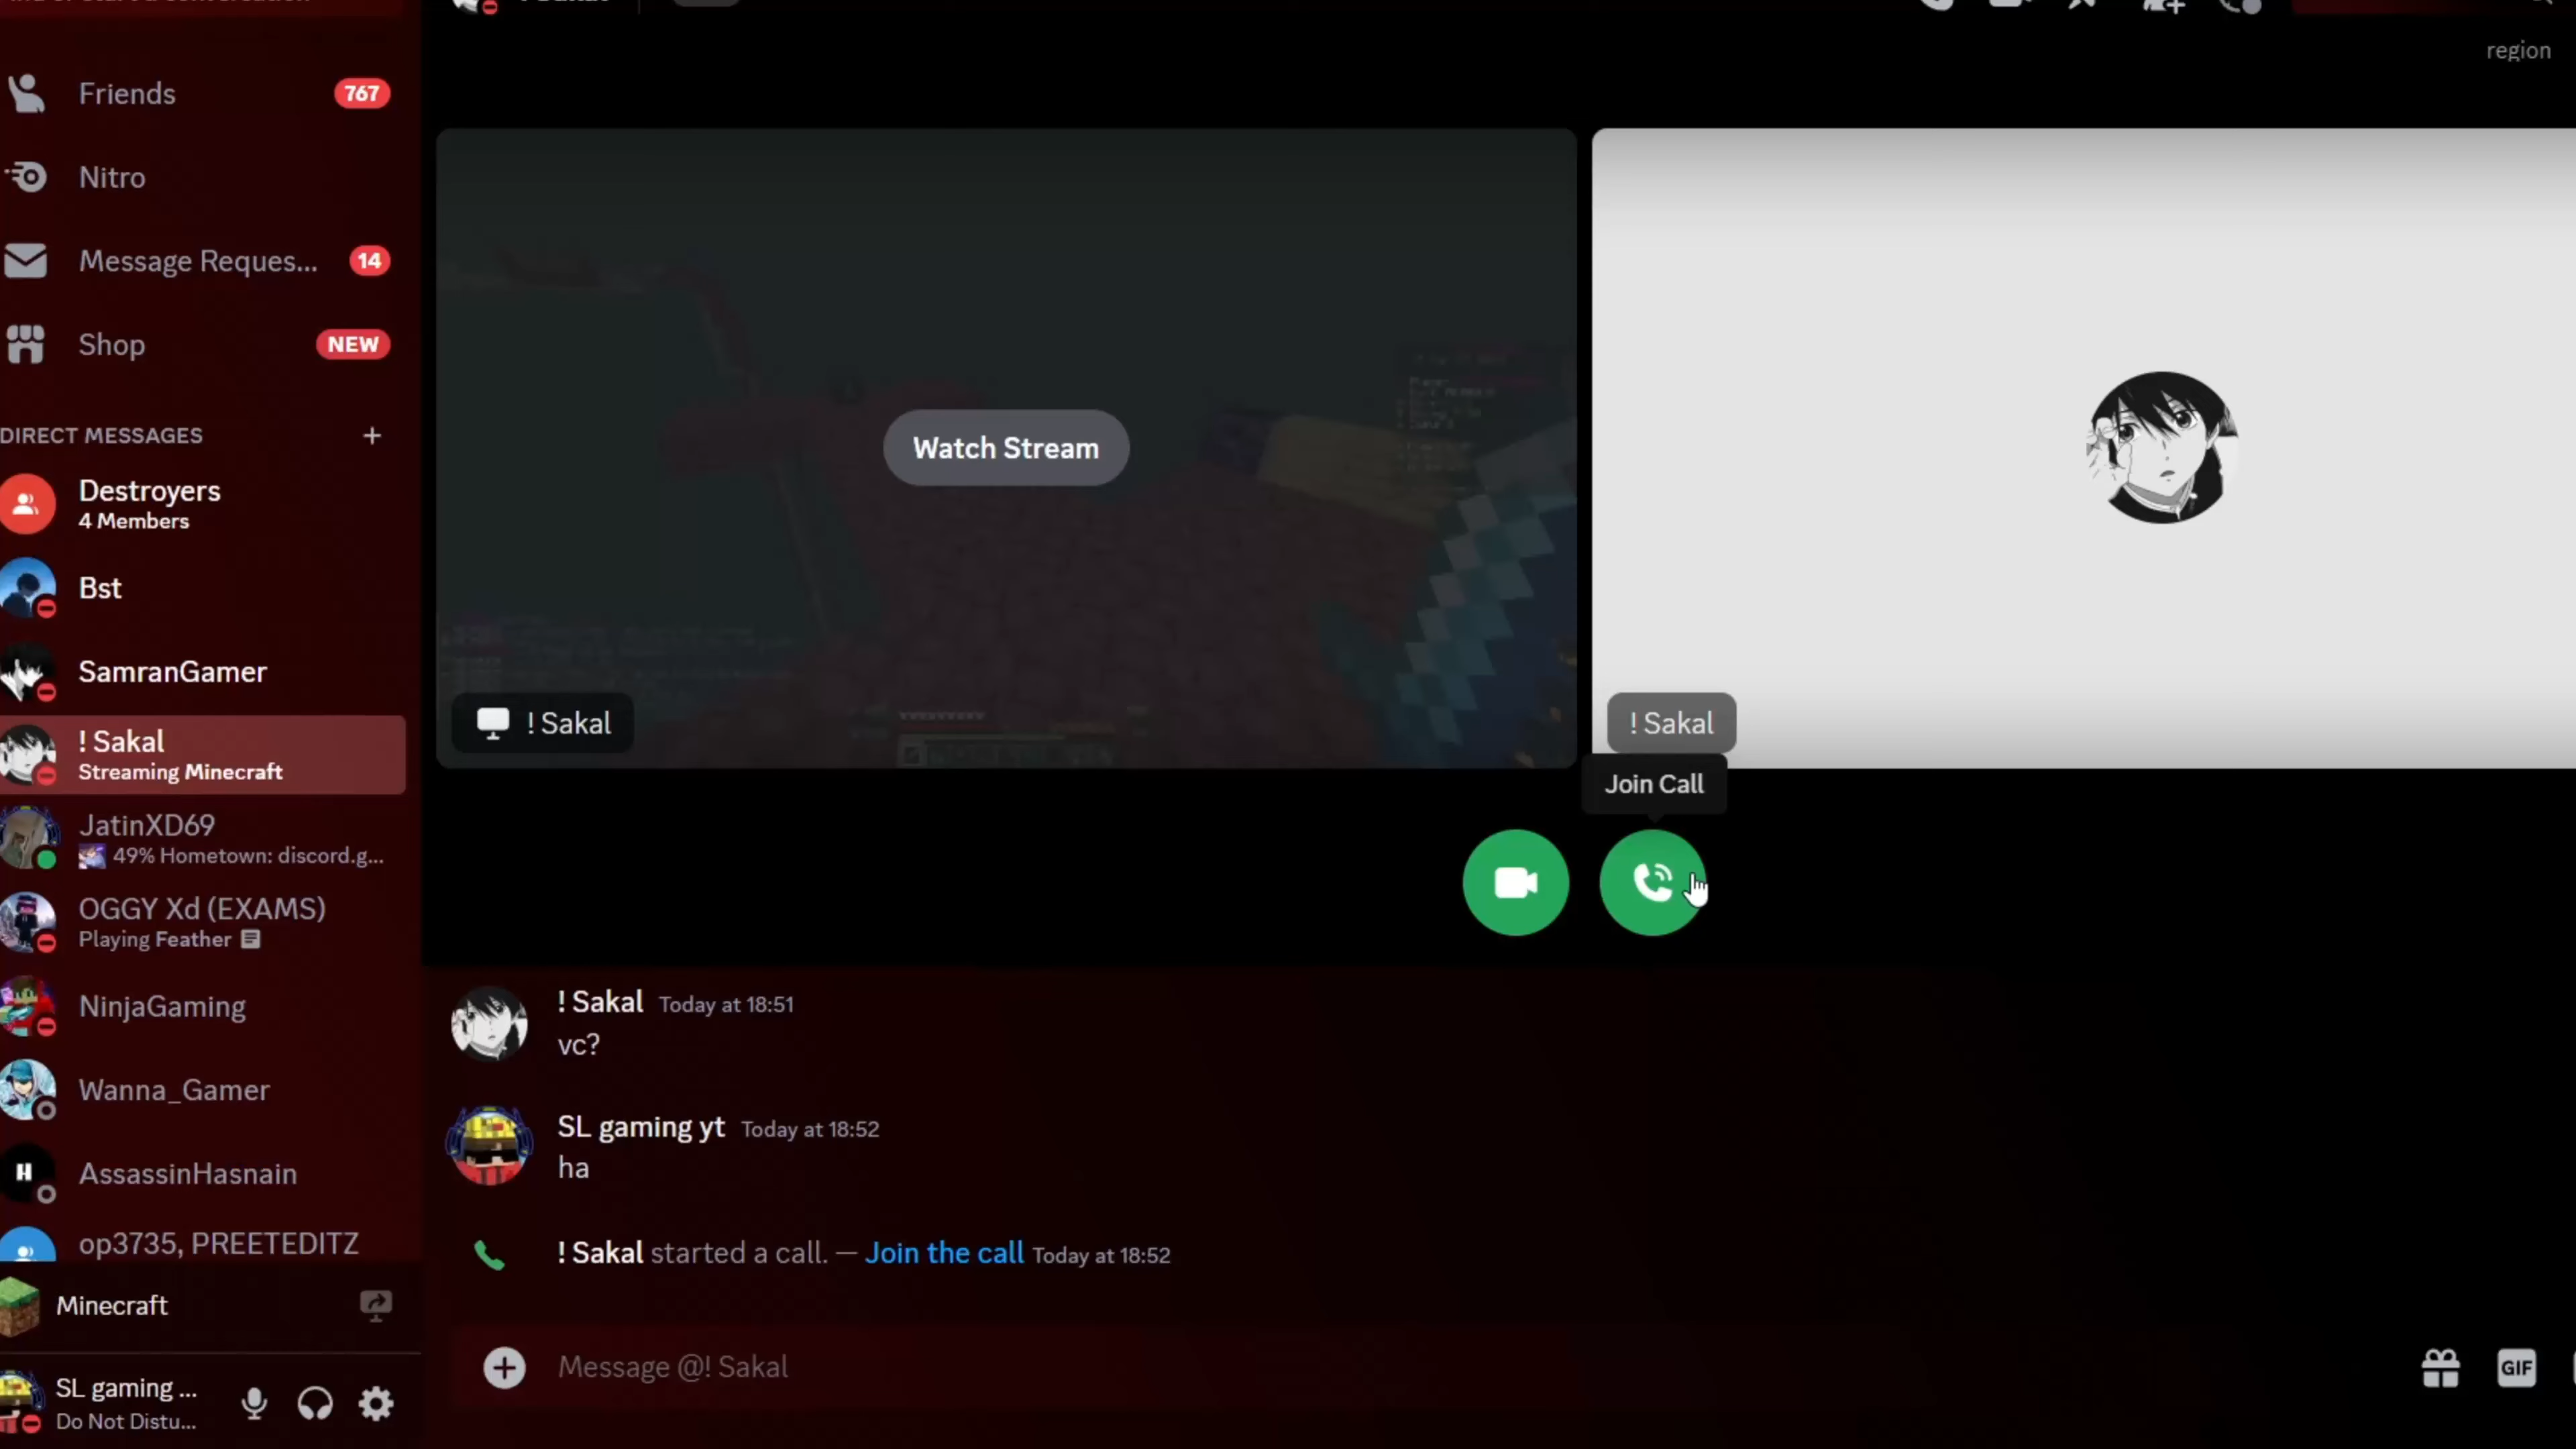 region
Friends
767
Nitro
Message Reques...
14
Shop
NEW
DIRECT MESSAGES
Destroyers
4 Members
Bst
SamranGamer
! Sakal
Streaming Minecraft
JatinXD69
49% Hometown: discord.g...
OGGY Xd (EXAMS)
Playing Feather
NinjaGaming
Wanna_Gamer
H
AssassinHasnain
op3735, PREETEDITZ
Minecraft
SL gaming ...
Do Not Distu...
Watch Stream
! Sakal
! Sakal
Join Call
! Sakal Today at 18:51
vc?
SL gaming yt Today at 18:52
ha
! Sakal started a call. — Join the call Today at 18:52
Message @! Sakal
GIF